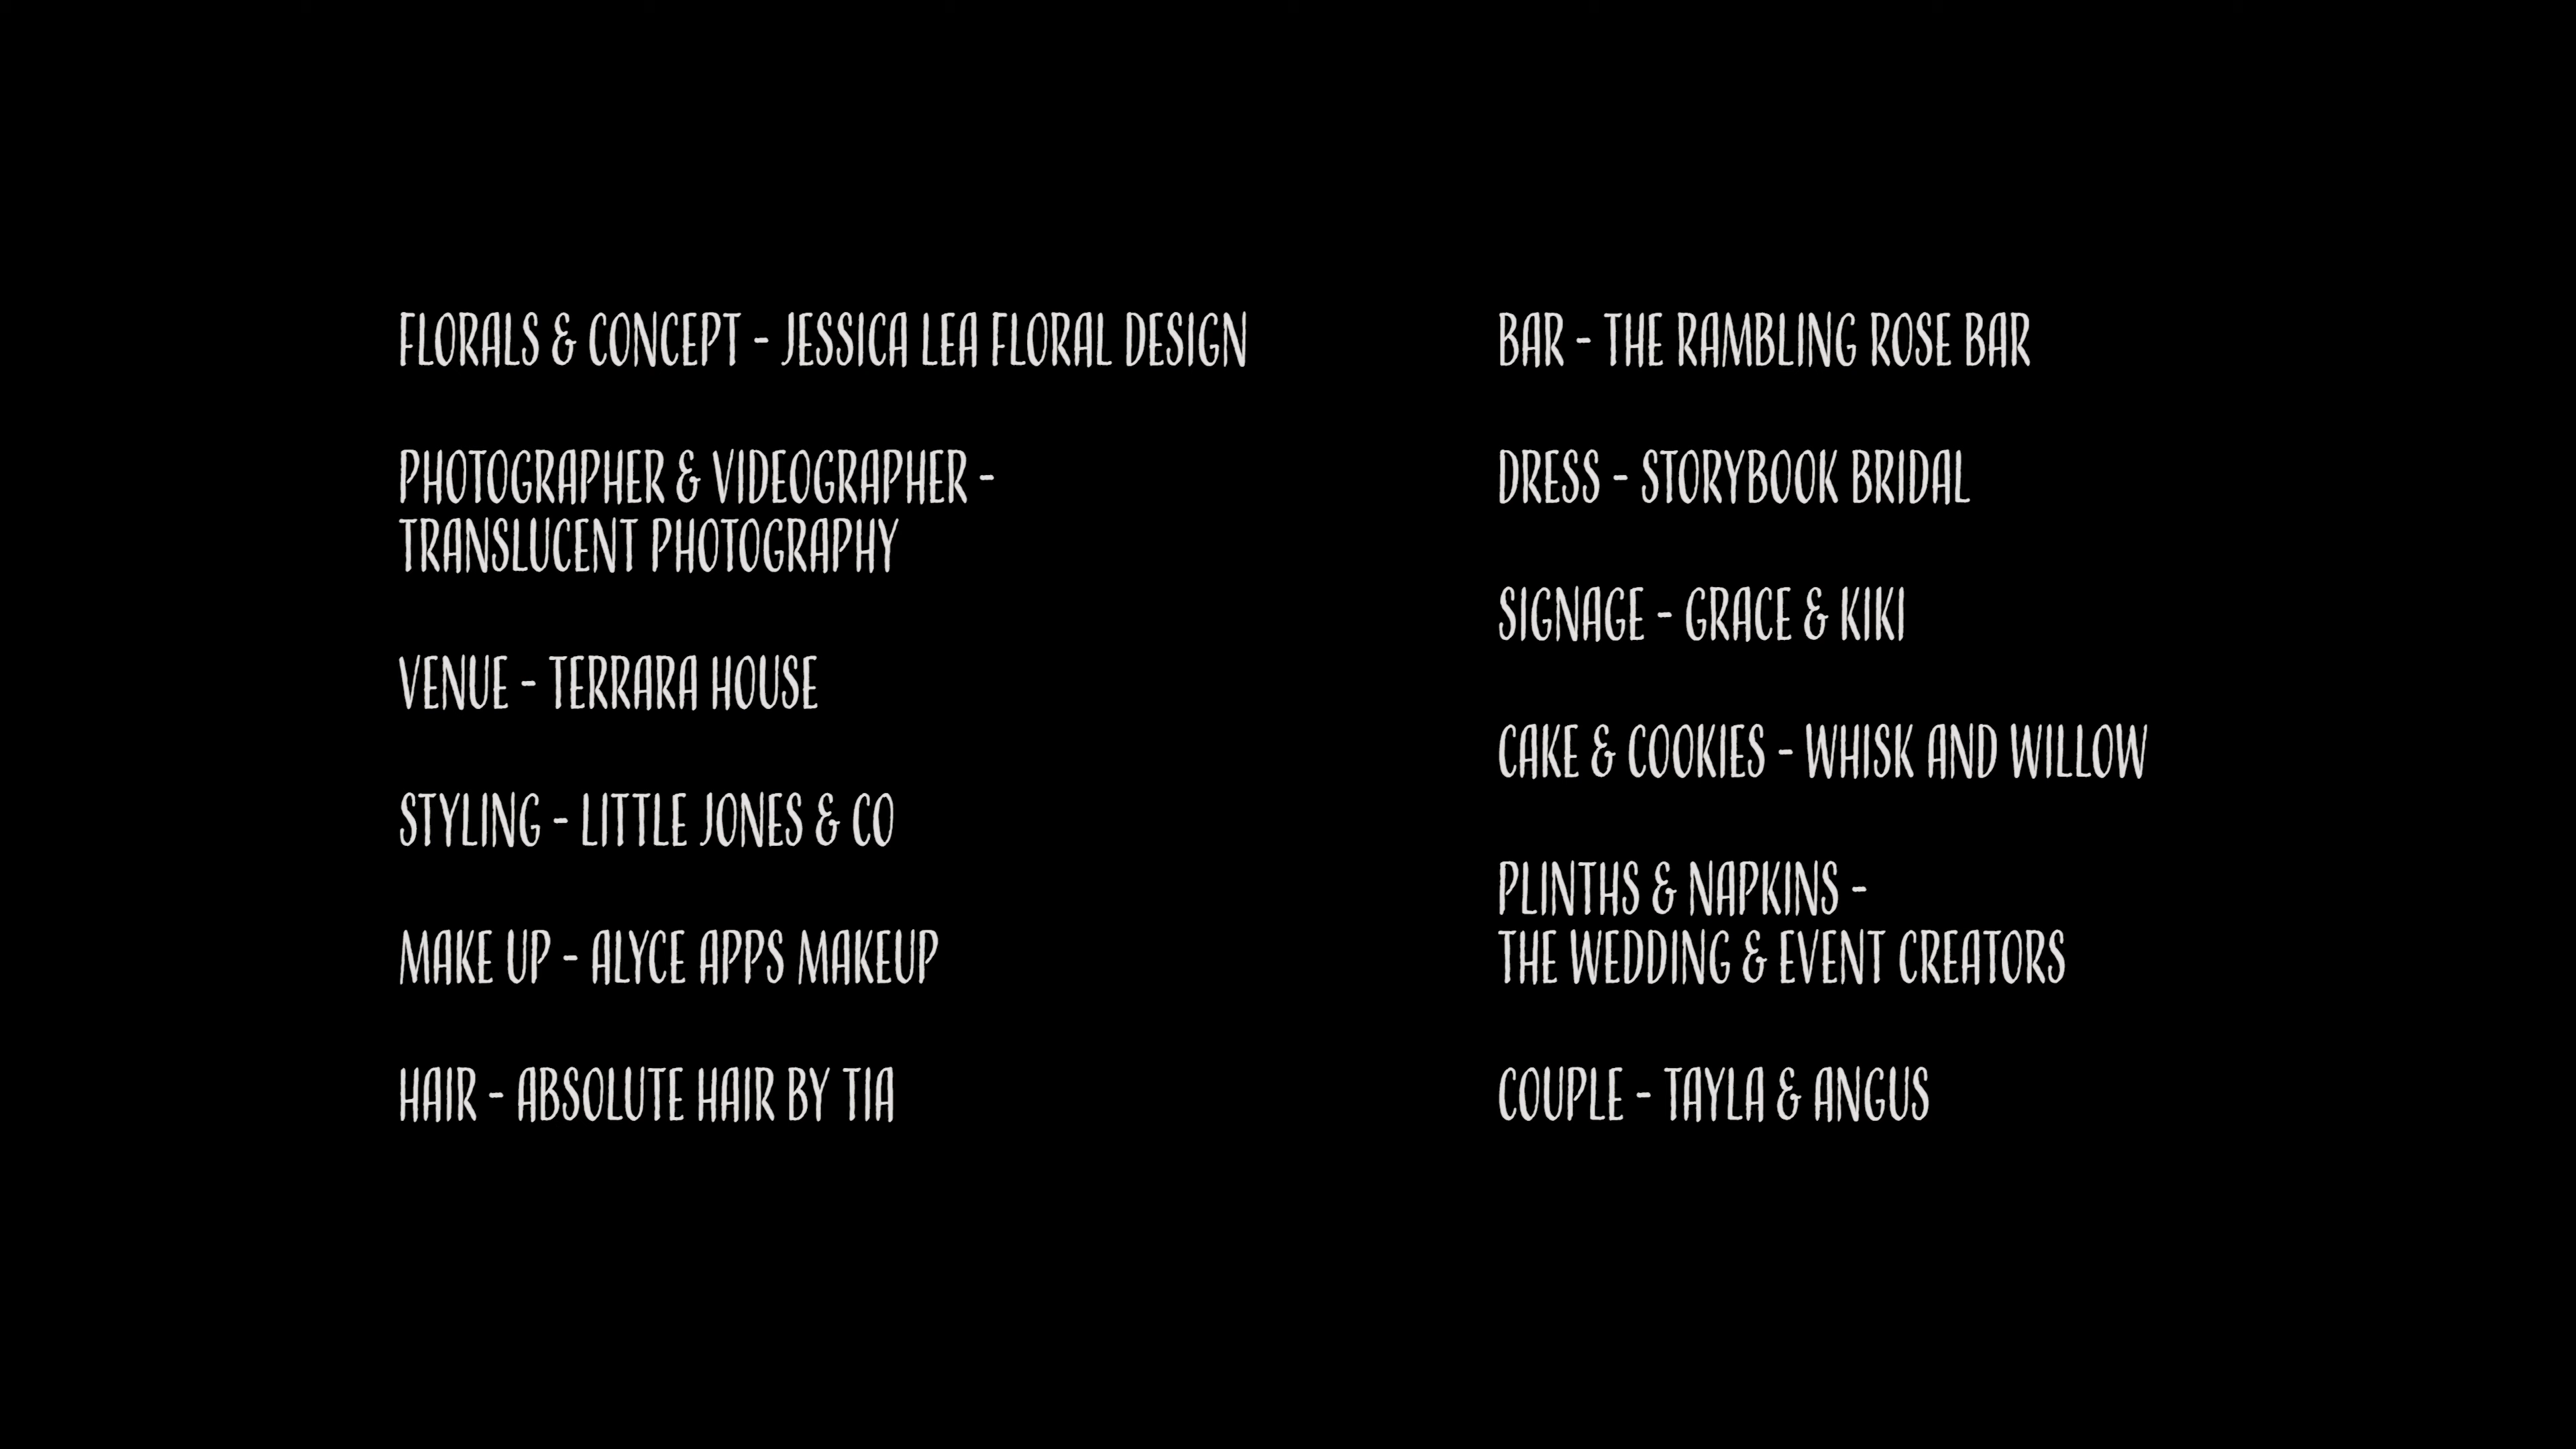 FLORALS & CONCEPT - JESSICA LEA FLORAL DESIGN
PHOTOGRAPHER & VIDEOGRAPHER -
TRANSLUCENT PHOTOGRAPHY
VENUE - TERRARA HOUSE
STYLING - LITTLE JONES & CO
MAKE UP - ALYCE APPS MAKEUP
HAIR - ABSOLUTE HAIR BY TIA
BAR - THE RAMBLING ROSE BAR
DRESS - STORYBOOK BRIDAL
SIGNAGE - GRACE & KIKI
CAKE & COOKIES - WHISK AND WILLOW
PLINTHS & NAPKINS -
THE WEDDING & EVENT CREATORS
COUPLE - TAYLA & ANGUS